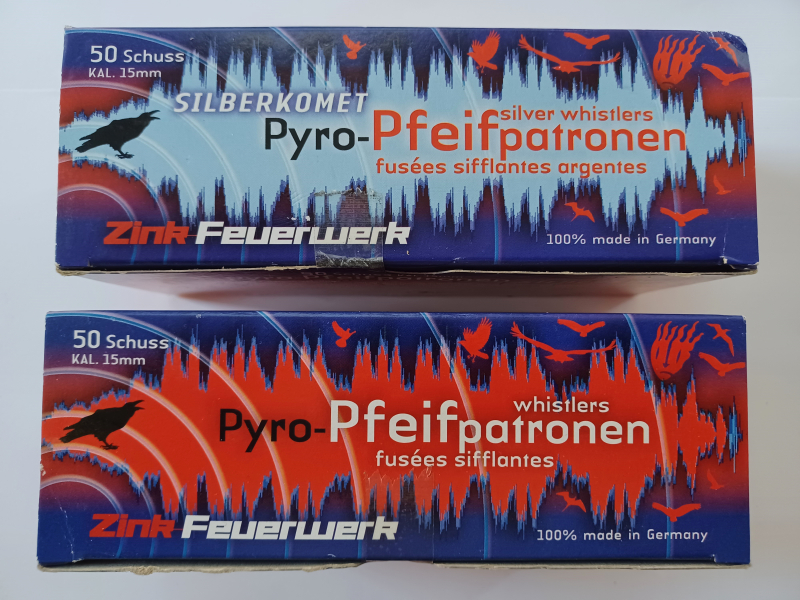 50 Schuss
KAL. 15mm
SILBERKOMET
silver whistlers
Pyro-Pfeifpatronen
fusées sifflantes argentes
Zink Feuerwerk
100% made in Germany
50 Schuss
KAL. 15mm
whistlers
Pyro-Pfeifpatronen
fusées sifflantes
Zink Feuerwerk
100% made in Germany